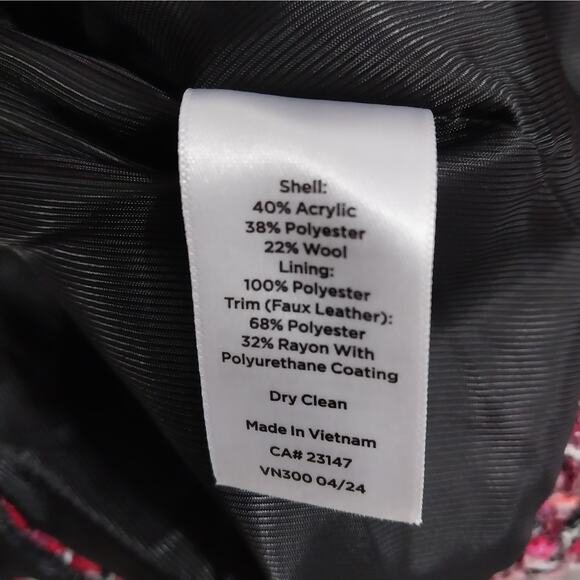 Shell:
40% Acrylic
38% Polyester
22% Wool
Lining:
100% Polyester
Trim (Faux Leather):
68% Polyester
32% Rayon With
Polyurethane Coating
Dry Clean
Made In Vietnam
CA# 23147
VN300 04/24